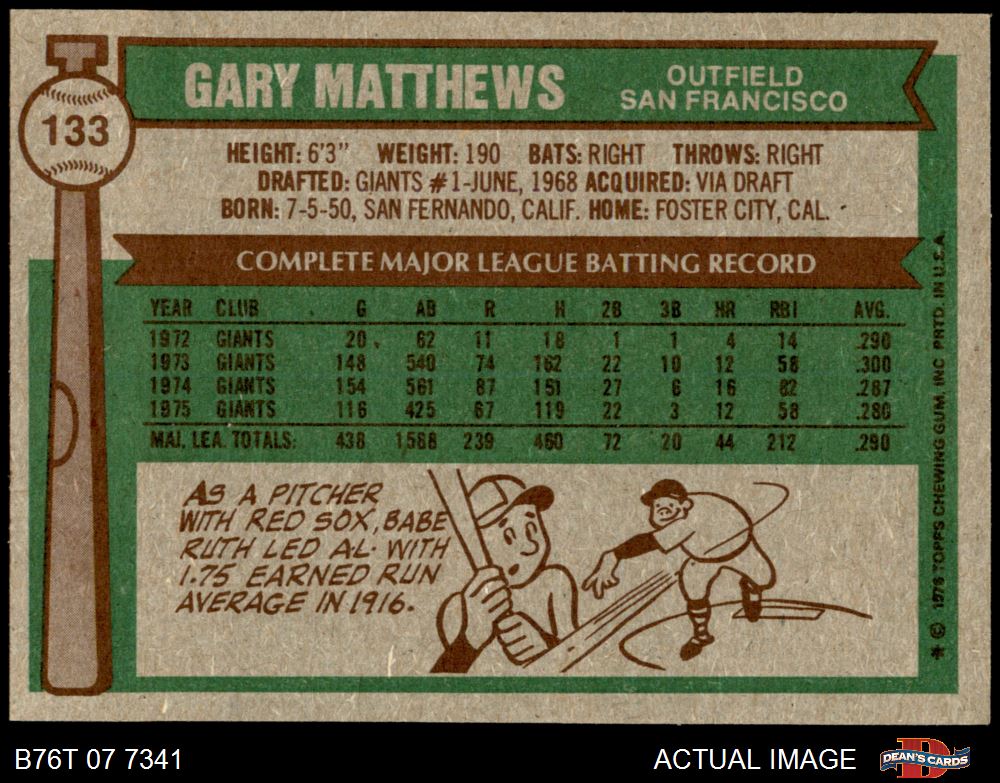 GARY MATTHEWS
OUTFIELD
SAN FRANCISCO
133
HEIGHT: 6'3" WEIGHT: 190 BATS: RIGHT THROWS: RIGHT
DRAFTED: GIANTS #1-JUNE, 1968 ACQUIRED: VIA DRAFT
BORN: 7-5-50, SAN FERNANDO, CALIF. HOME: FOSTER CITY, CAL.
COMPLETE MAJOR LEAGUE BATTING RECORD
YEAR CLUB G AB R H 2B 3B HR RBI AVG.
1972 GIANTS 20 62 11 18 1 1 4 14 .290
1973 GIANTS 148 540 74 162 22 10 12 58 .300
1974 GIANTS 154 561 87 151 27 6 16 82 .287
1975 GIANTS 116 425 67 119 22 3 12 58 .280
MAJ. LEA. TOTALS: 438 1588 239 460 72 20 44 212 .290
AS A PITCHER
WITH RED SOX, BABE
RUTH LED A.L. WITH
1.75 EARNED RUN
AVERAGE IN 1916.
* © 1976 TOPPS CHEWING GUM, INC. PRTD. IN U.S.A.
B76T 07 7341
ACTUAL IMAGE
DEAN'S CARDS